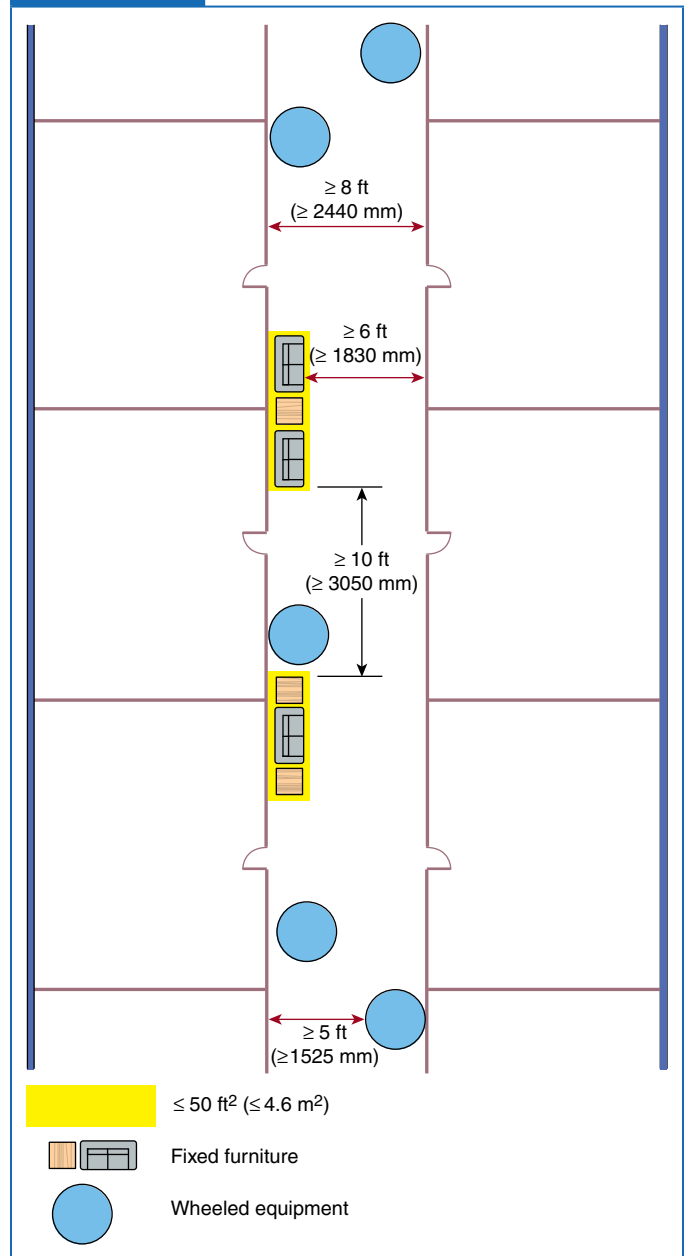 ≥ 8 ft
(≥ 2440 mm)
≥ 6 ft
(≥ 1830 mm)
≥ 10 ft
(≥ 3050 mm)
≥ 5 ft
(≥1525 mm)
≤ 50 ft² (≤ 4.6 m²)
Fixed furniture
Wheeled equipment